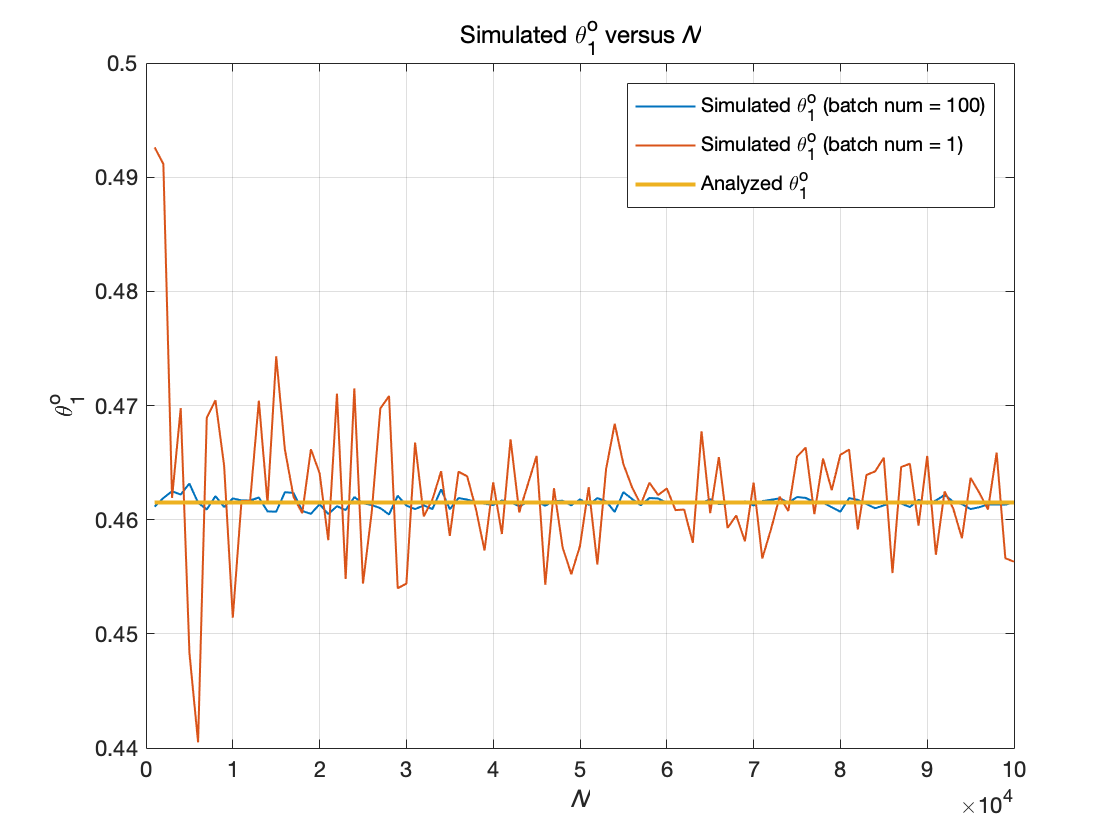 Simulated θ₁ᵒ versus N
0.5
0.49
0.48
0.47
0.46
0.45
0.44
θ₁ᵒ
Simulated θ₁ᵒ (batch num = 100)
Simulated θ₁ᵒ (batch num = 1)
Analyzed θ₁ᵒ
0 1 2 3 4 5 6 7 8 9 10
N
×10⁴